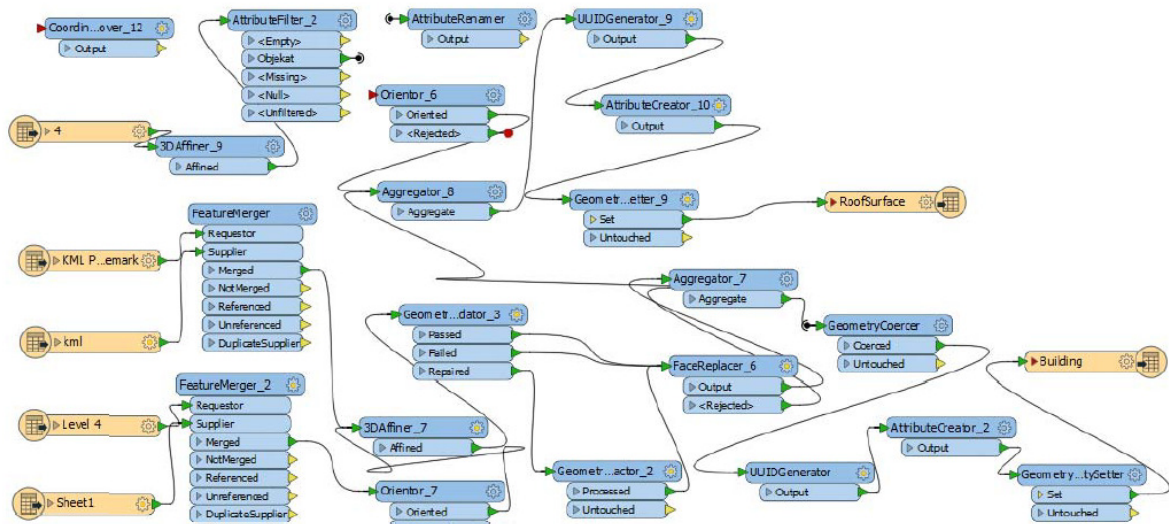 Coordin...over_12
Output
AttributeFilter_2
<Empty>
Objekat
<Missing>
<Null>
<Unfiltered>
AttributeRenamer
Output
UUIDGenerator_9
Output
Orientor_6
Oriented
<Rejected>
AttributeCreator_10
Output
4
3DAffiner_9
Affined
Aggregator_8
Aggregate
Geometr...etter_9
Set
Untouched
RoofSurface
FeatureMerger
Requestor
Supplier
Merged
NotMerged
Referenced
Unreferenced
DuplicateSupplier
KML P...emark
kml
Aggregator_7
Aggregate
Geometr...dator_3
Passed
Failed
Repaired
GeometryCoercer
Coerced
Untouched
FaceReplacer_6
Output
<Rejected>
Building
FeatureMerger_2
Requestor
Supplier
Merged
NotMerged
Referenced
Unreferenced
DuplicateSupplier
Level 4
Sheet1
3DAffiner_7
Affined
Orientor_7
Oriented
Geometr...actor_2
Processed
Untouched
UUIDGenerator
Output
AttributeCreator_2
Output
Geometry...tySetter
Set
Untouched